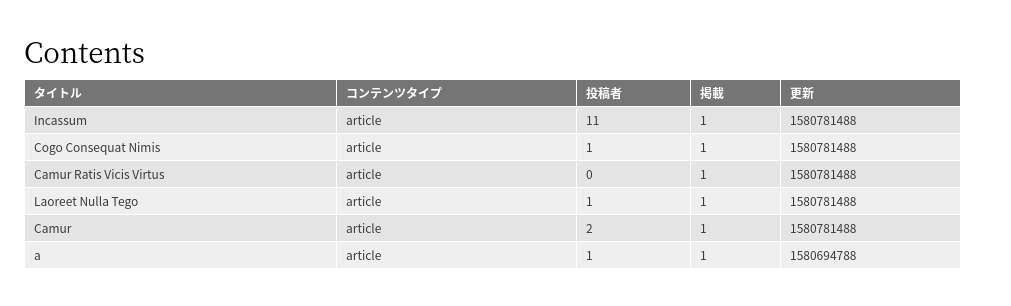 Contents
タイトル コンテンツタイプ 投稿者 掲載 更新
Incassum article 11 1 1580781488
Cogo Consequat Nimis article 1 1 1580781488
Camur Ratis Vicis Virtus article 0 1 1580781488
Laoreet Nulla Tego article 1 1 1580781488
Camur article 2 1 1580781488
a article 1 1 1580694788